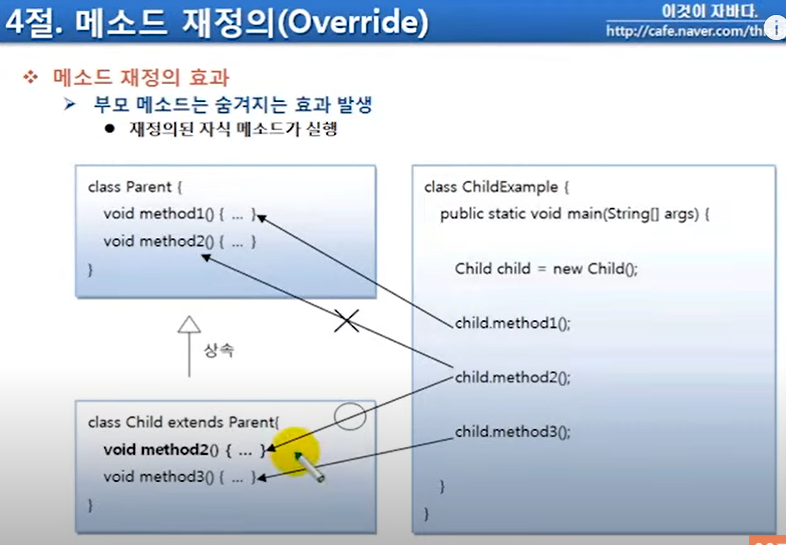 4절. 메소드 재정의(Override)
이것이 자바다.
http://cafe.naver.com/thi
❖ 메소드 재정의 효과
➤ 부모 메소드는 숨겨지는 효과 발생
● 재정의된 자식 메소드가 실행
class Parent {
void method1() { ... }
void method2() { ... }
}
상속
class Child extends Parent{
void method2() { ... }
void method3() { ... }
}
class ChildExample {
public static void main(String[] args) {
Child child = new Child();
child.method1();
child.method2();
child.method3();
}
}